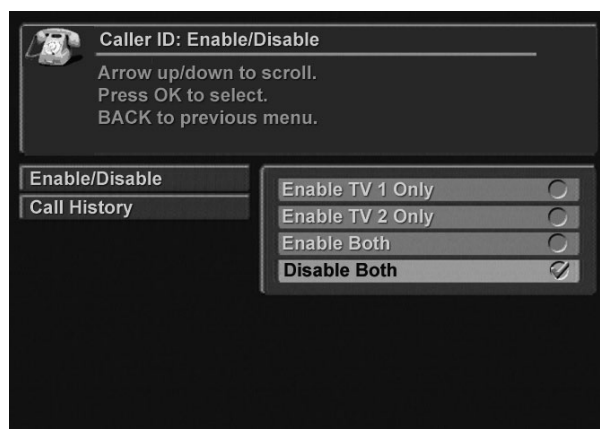 Caller ID: Enable/Disable
Arrow up/down to scroll.
Press OK to select.
BACK to previous menu.
Enable/Disable
Call History
Enable TV 1 Only
Enable TV 2 Only
Enable Both
Disable Both